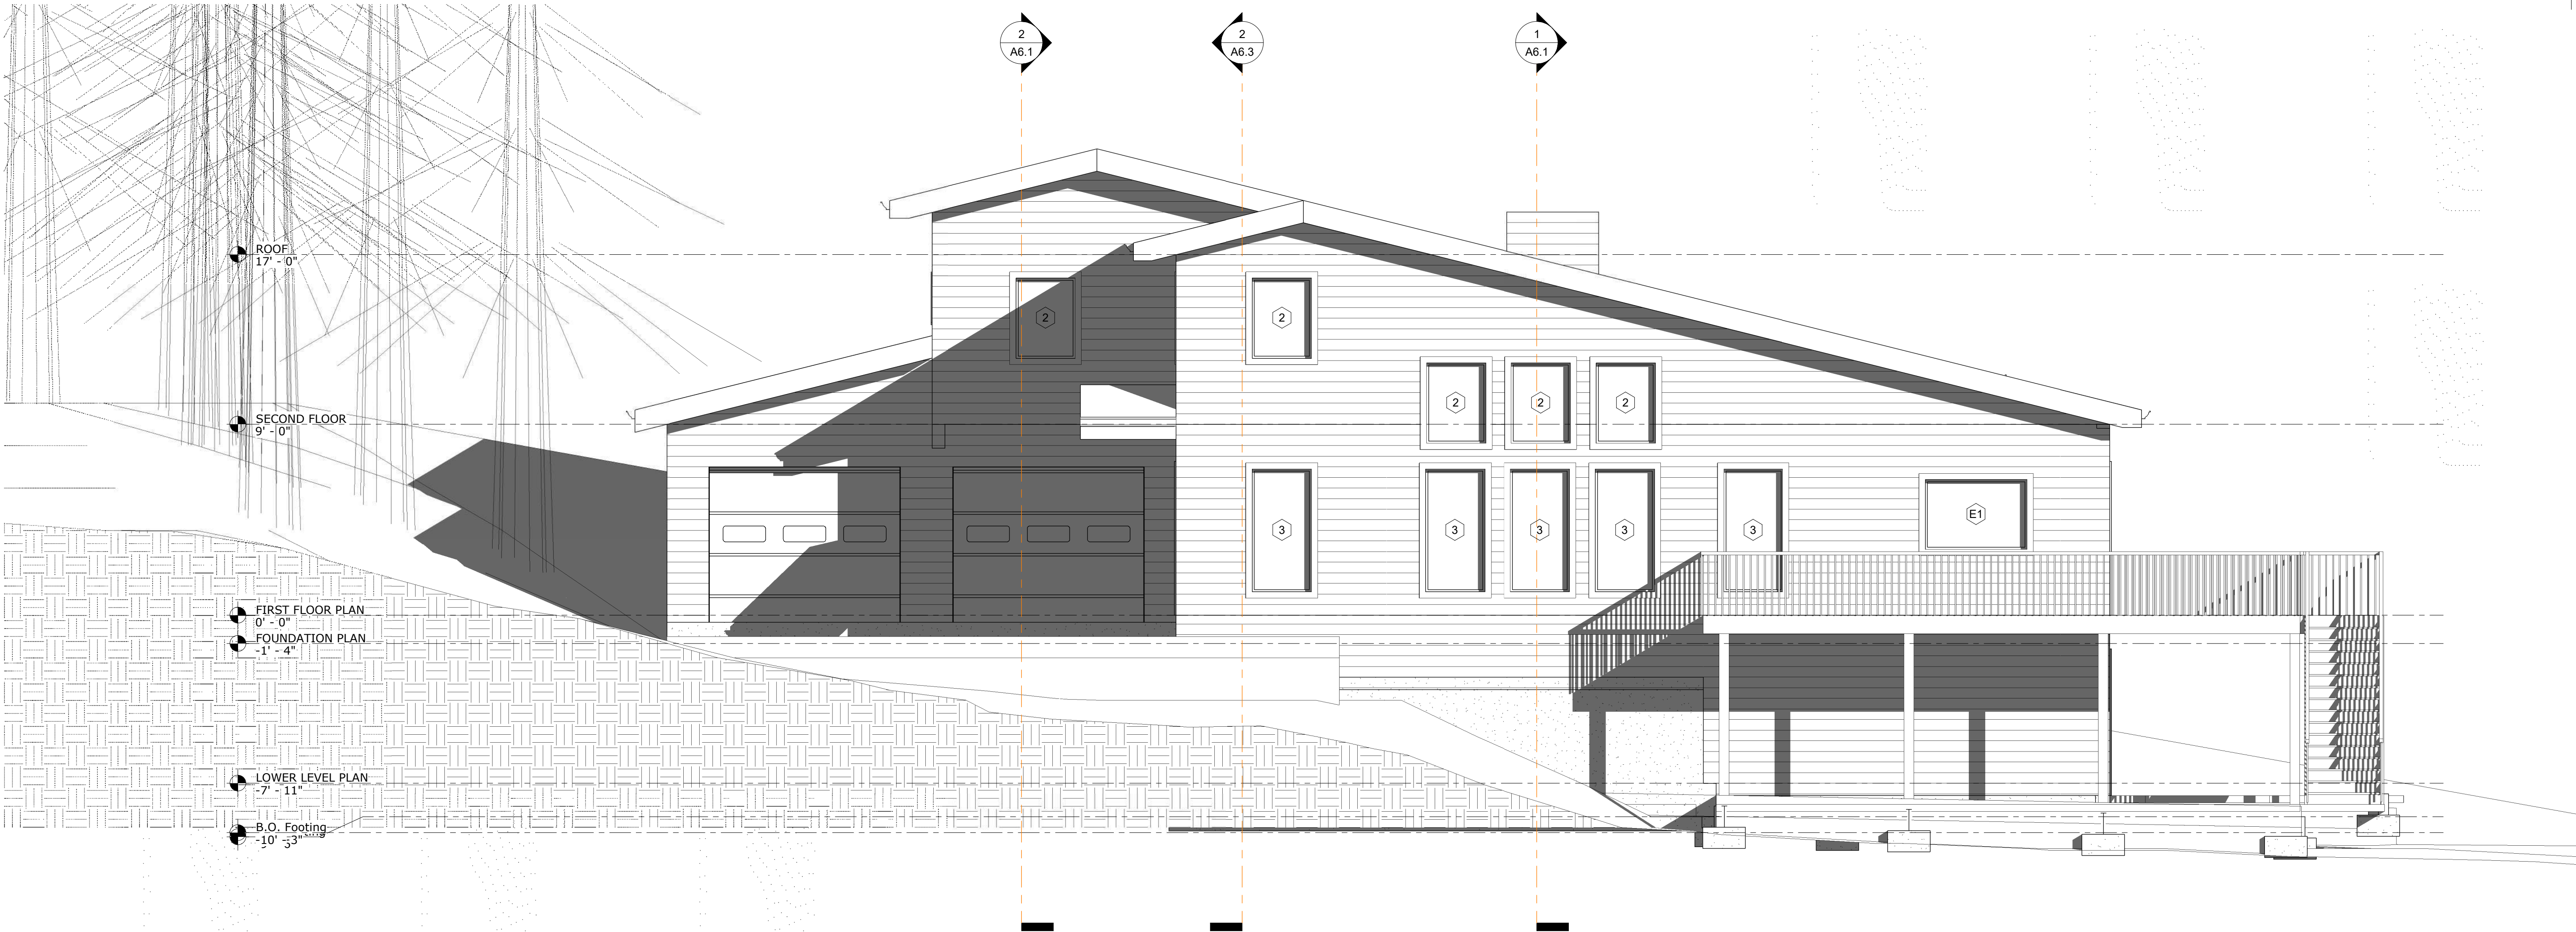 2
A6.1
2
A6.3
1
A6.1
ROOF
17' - 0"
SECOND FLOOR
9' - 0"
2
2
2
2
2
3
3
3
3
3
E1
FIRST FLOOR PLAN
0' - 0"
FOUNDATION PLAN
-1' - 4"
LOWER LEVEL PLAN
-7' - 11"
B.O. Footing
-10' - 3"